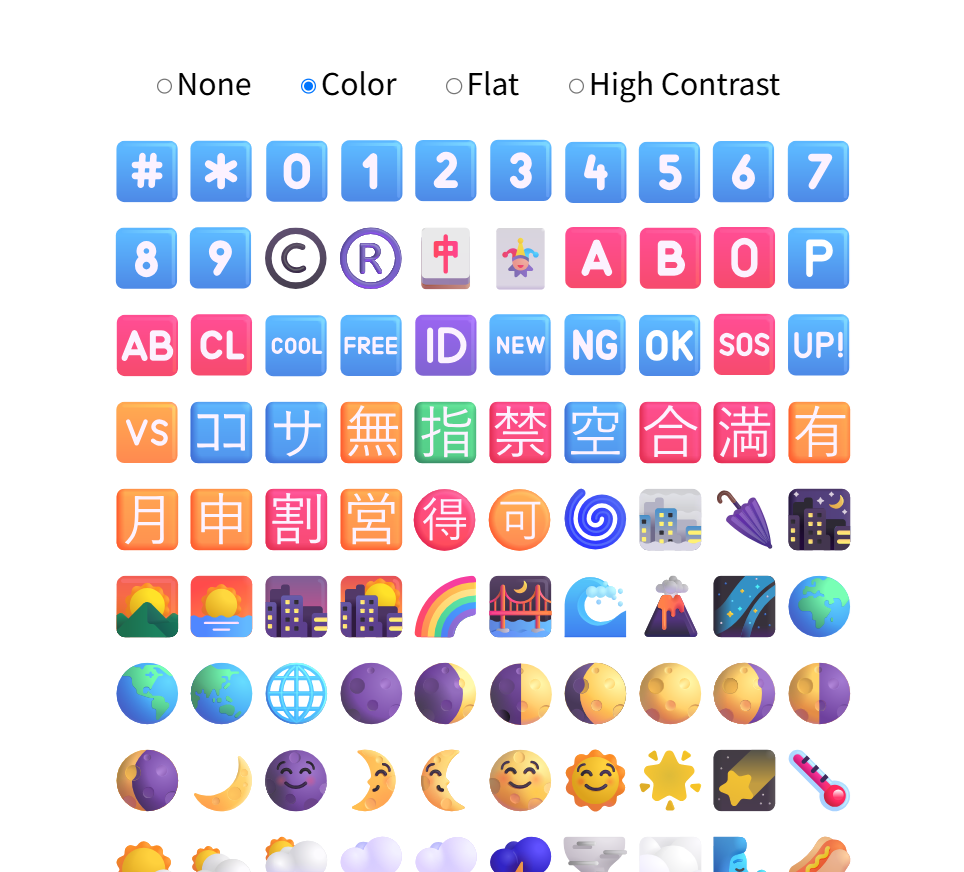 None Color Flat High Contrast
# * 0 1 2 3 4 5 6 7
8 9 © ® 中 A B O P
AB CL COOL FREE ID NEW NG OK SOS UP!
VS ココ サ 無 指 禁 空 合 満 有
月 申 割 営 得 可